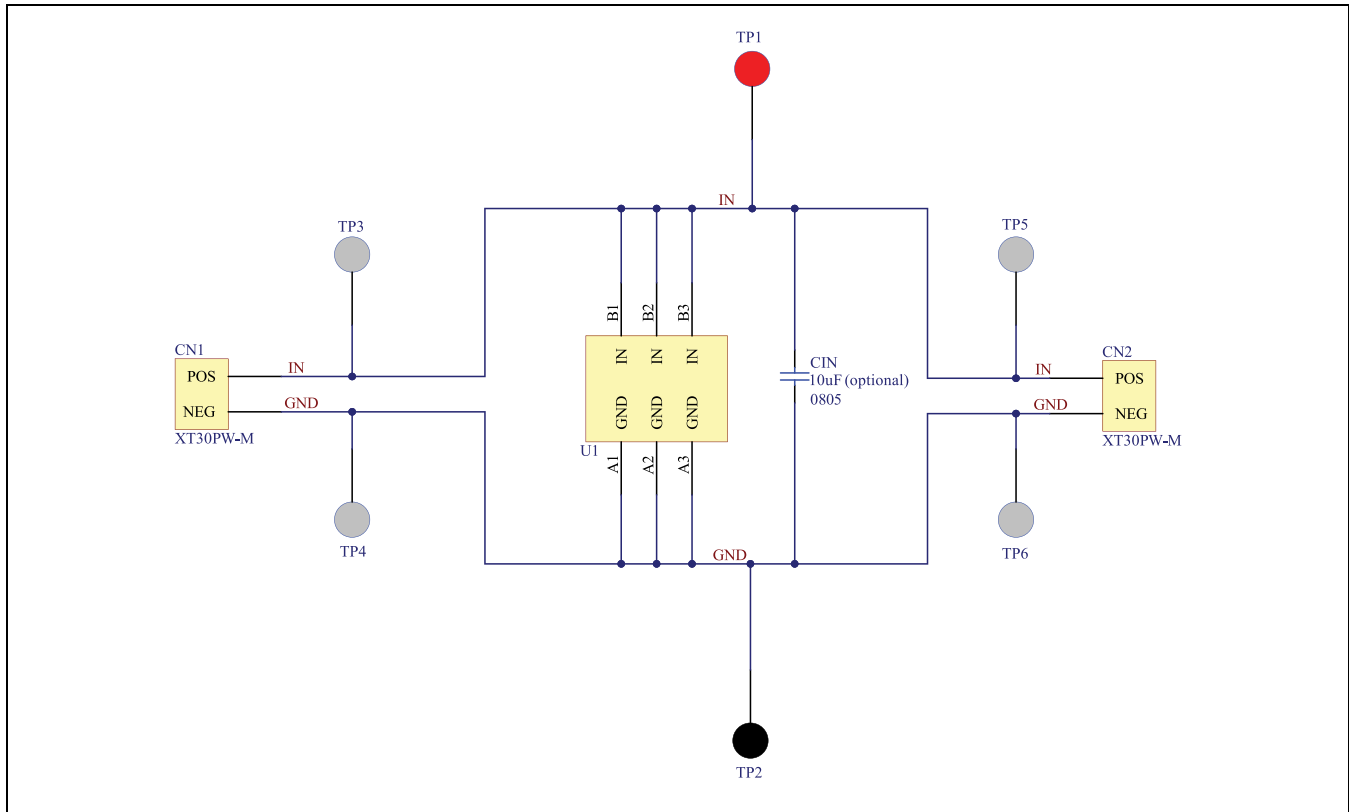 TP1
IN
TP3
TP5
B1
B2
B3
CN1
IN
POS
GND
NEG
XT30PW-M
IN
IN
IN
GND
GND
GND
U1
A1
A2
A3
CIN
10uF (optional)
0805
CN2
IN
POS
GND
NEG
XT30PW-M
TP4
GND
TP6
TP2